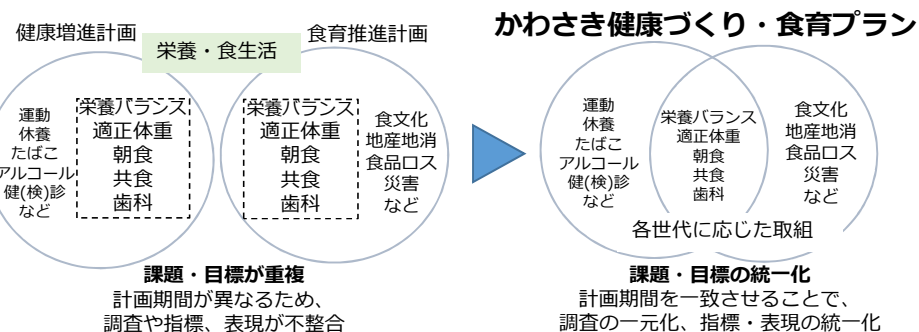 健康増進計画
栄養・食生活
食育推進計画
運動
休養
たばこ
アルコール
健(検)診
など
栄養バランス
適正体重
朝食
共食
歯科
栄養バランス
適正体重
朝食
共食
歯科
食文化
地産地消
食品ロス
災害
など
課題・目標が重複
計画期間が異なるため、
調査や指標、表現が不整合
かわさき健康づくり・食育プラン
運動
休養
たばこ
アルコール
健(検)診
など
栄養バランス
適正体重
朝食
共食
歯科
食文化
地産地消
食品ロス
災害
など
各世代に応じた取組
課題・目標の統一化
計画期間を一致させることで、
調査の一元化、指標・表現の統一化